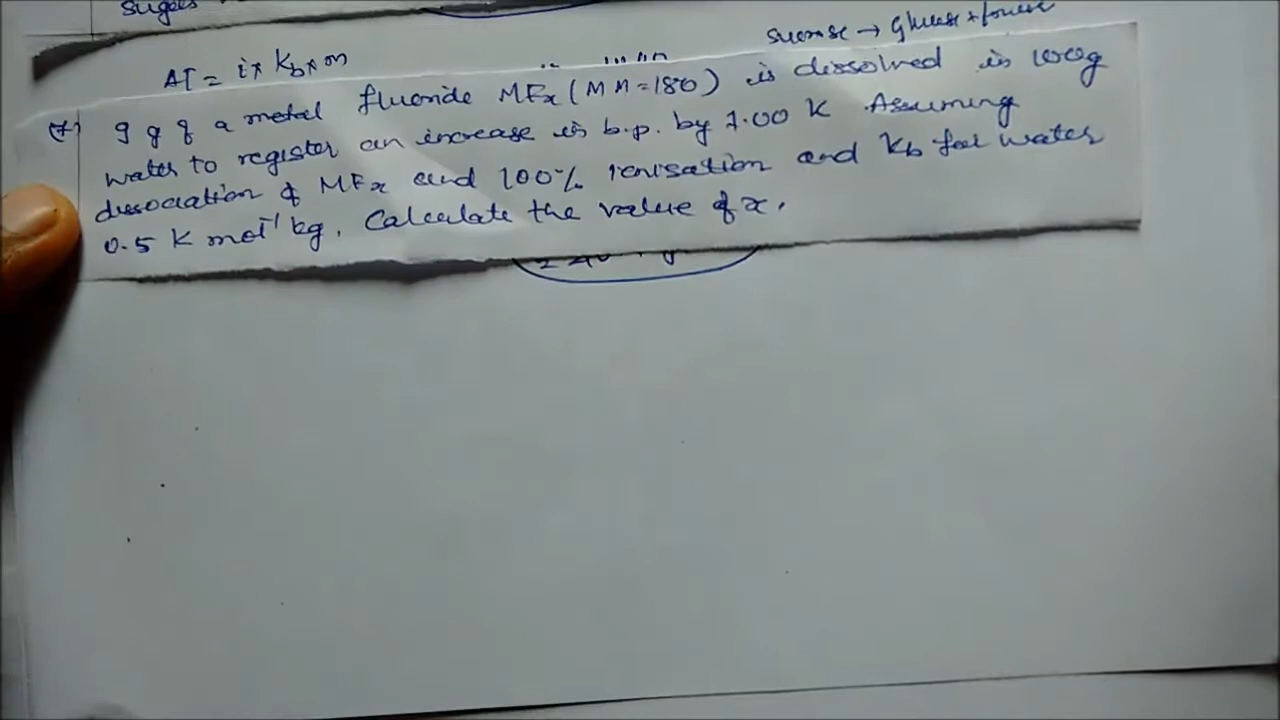 sugars
sucrose → Glucose + fructose
ΔT = i × Kb × m
(7) 9 g of a metal fluoride MFx (MM = 180) is dissolved in 100g
water to register an increase in b.p. by 1.00 K Assuming
dissociation of MFx and 100% ionisation and Kb for water
0.5 K mol⁻¹ kg. Calculate the value of x.